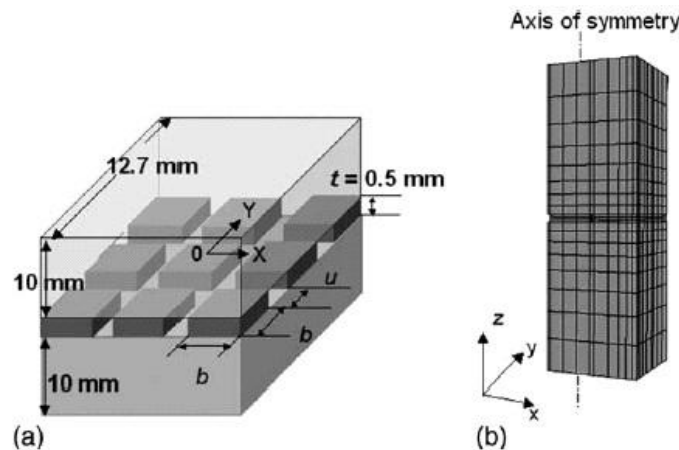 Axis of symmetry
12.7 mm
t = 0.5 mm
Y
0
X
10 mm
u
b
b
10 mm
(a)
z
y
x
(b)